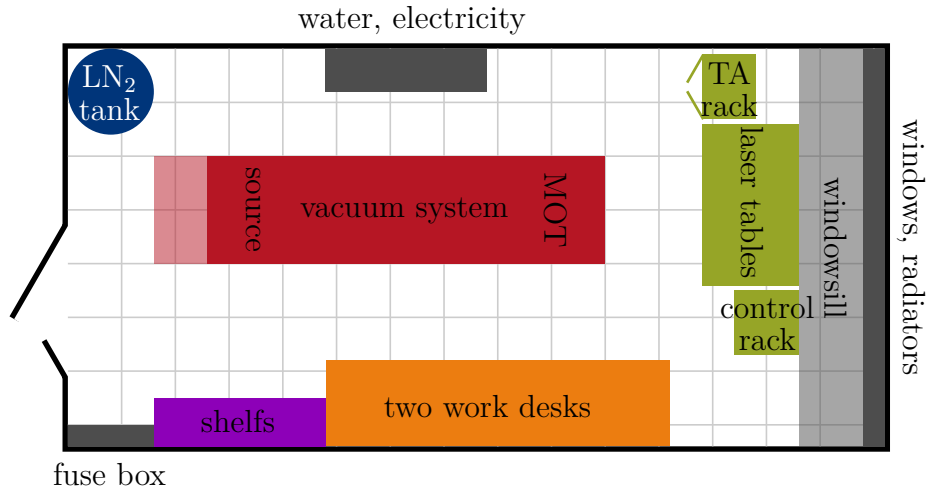 water, electricity
LN₂
tank
TA
rack
laser tables
source
vacuum system
MOT
windowsill
windows, radiators
control
rack
two work desks
shelfs
fuse box